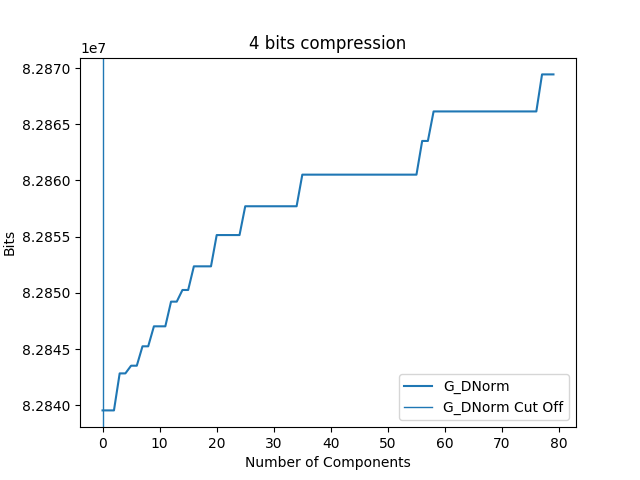 4 bits compression
1e7
8.2870
8.2865
8.2860
8.2855
8.2850
8.2845
8.2840
Bits
0 10 20 30 40 50 60 70 80
Number of Components
G_DNorm
G_DNorm Cut Off